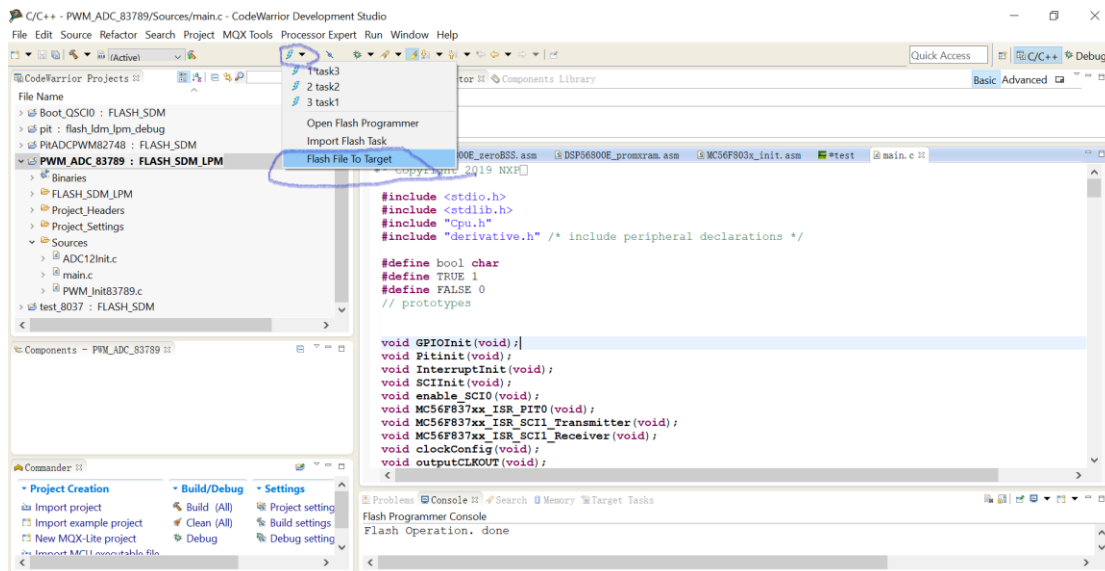 C/C++ - PWM_ADC_83789/Sources/main.c - CodeWarrior Development Studio
File Edit Source Refactor Search Project MQX Tools Processor Expert Run Window Help
(Active)
Quick Access
C/C++
Debug
CodeWarrior Projects
File Name
Boot_QSCI0 : FLASH_SDM
pit : flash_ldm_lpm_debug
PitADCPWM82748 : FLASH_SDM
PWM_ADC_83789 : FLASH_SDM_LPM
Binaries
FLASH_SDM_LPM
Project_Headers
Project_Settings
Sources
ADC12Init.c
main.c
PWM_Init83789.c
test_8037 : FLASH_SDM
1 task3
2 task2
3 task1
Open Flash Programmer
Import Flash Task
Flash File To Target
tor
Components Library
Basic Advanced
00E_zeroBSS.asm
DSP56800E_promxram.asm
MC56F803x_init.asm
*test
main.c
* Copyright 2019 NXP
#include <stdio.h>
#include <stdlib.h>
#include "Cpu.h"
#include "derivative.h" /* include peripheral declarations */
#define bool char
#define TRUE 1
#define FALSE 0
// prototypes
void GPIOInit(void);
void Pitinit(void);
void InterruptInit(void);
void SCIInit(void);
void enable_SCI0(void);
void MC56F837xx_ISR_PIT0(void);
void MC56F837xx_ISR_SCI1_Transmitter(void);
void MC56F837xx_ISR_SCI1_Receiver(void);
void clockConfig(void);
void outputCLKOUT(void);
Components - PWM_ADC_83789
Commander
Project Creation
Import project
Import example project
New MQX-Lite project
Import MCU executable file
Build/Debug
Build (All)
Clean (All)
Debug
Settings
Project setting
Build settings
Debug setting
Problems Console Search Memory Target Tasks
Flash Programmer Console
Flash Operation. done